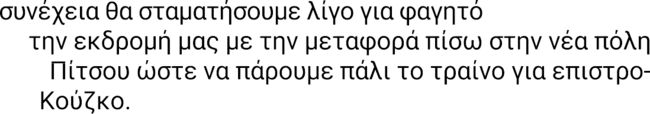 συνέχεια θα σταματήσουμε λίγο για φαγητό
την εκδρομή μας με την μεταφορά πίσω στην νέα πόλη
Πίτσου ώστε να πάρουμε πάλι το τραίνο για επιστρο-
Κούζκο.